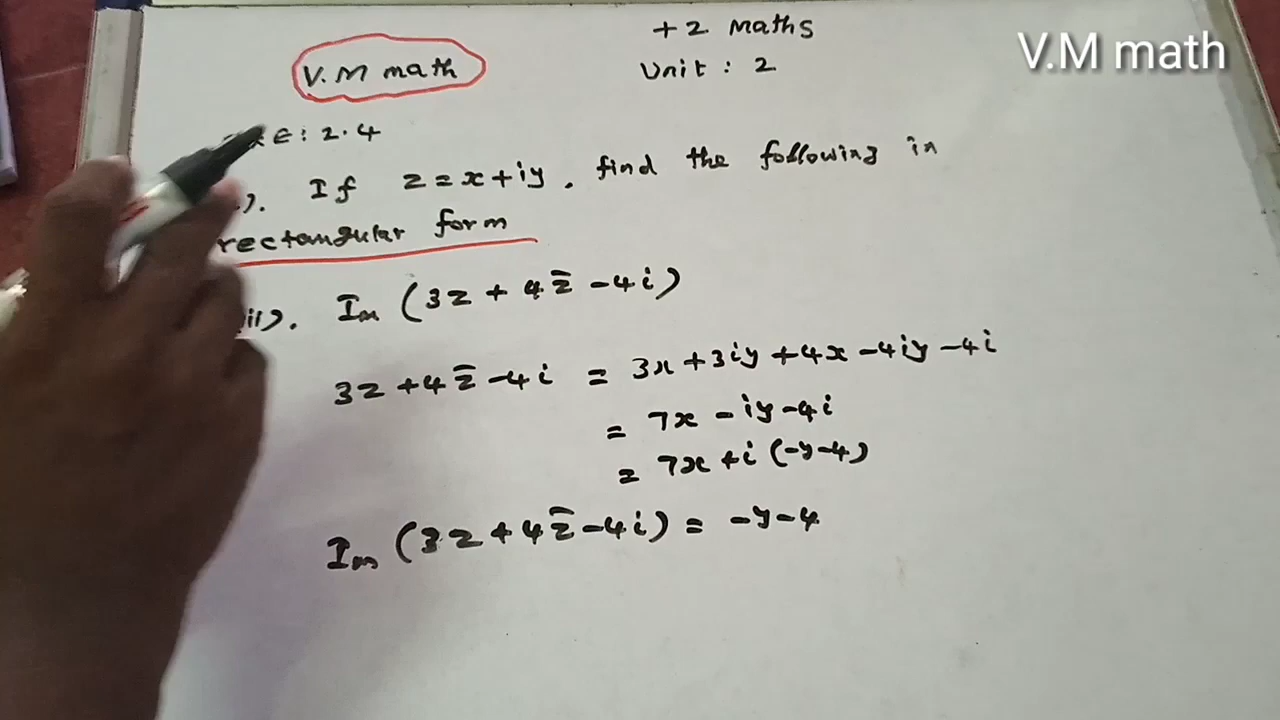 V.M math
+2 Maths
V.M math
Unit : 2
E: 2.4
). If z=x+iy, find the following in
rectangular form
iii). Im (3z + 4z̄ -4i)
3z +4z̄ -4i = 3x+3iy +4x -4iy -4i
= 7x -iy-4i
= 7x +i (-y-4)
Im (3z+4z̄-4i) = -y-4